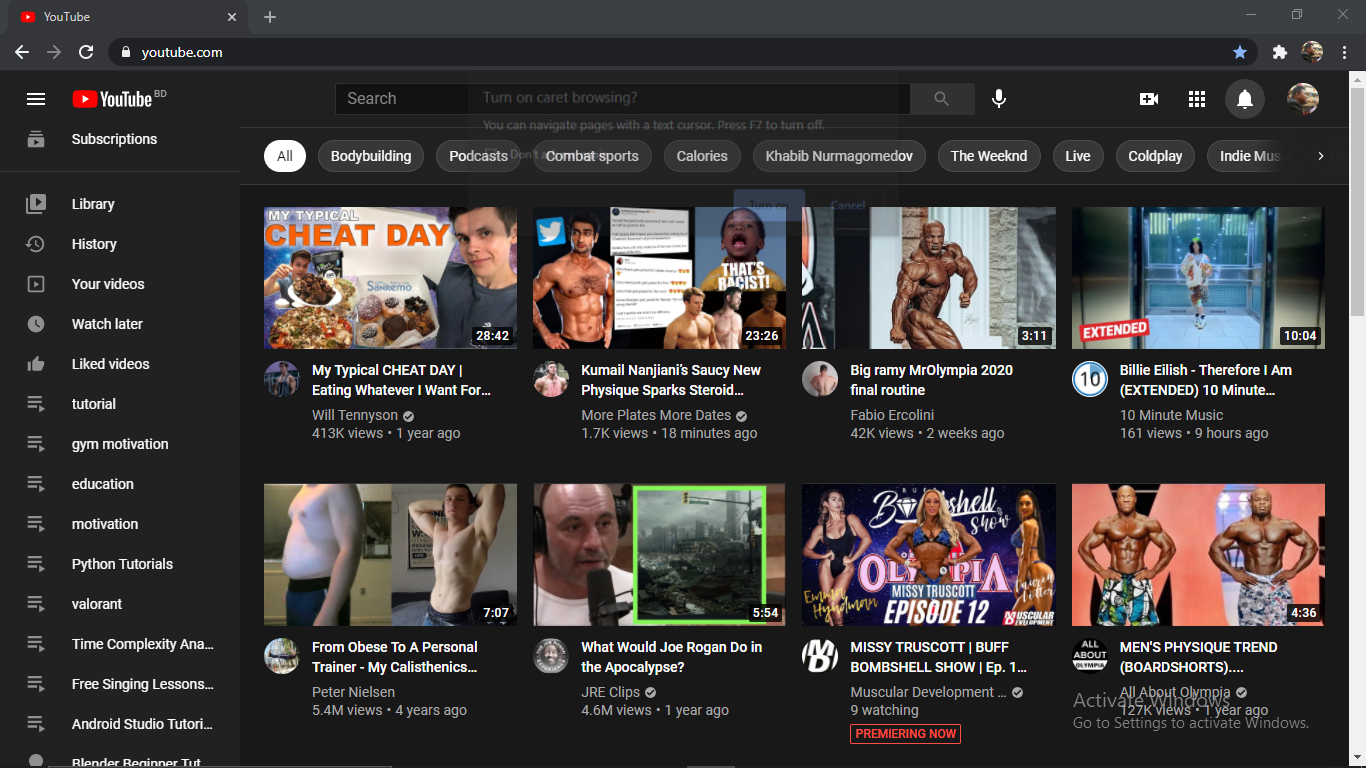 YouTube
youtube.com
YouTube BD
Search
Turn on caret browsing?
You can navigate pages with a text cursor. Press F7 to turn off.
Turn on
Cancel
Subscriptions
Library
History
Your videos
Watch later
Liked videos
tutorial
gym motivation
education
motivation
Python Tutorials
valorant
Time Complexity Ana...
Free Singing Lessons...
Android Studio Tutori...
Blender Beginner Tut
All
Bodybuilding
Podcasts
Combat sports
Calories
Khabib Nurmagomedov
The Weeknd
Live
Coldplay
Indie Mus
MY TYPICAL
CHEAT DAY
SANREMO
28:42
My Typical CHEAT DAY |
Eating Whatever I Want For...
Will Tennyson
413K views • 1 year ago
THAT'S
RACIST!
23:26
Kumail Nanjiani’s Saucy New
Physique Sparks Steroid...
More Plates More Dates
1.7K views • 18 minutes ago
3:11
Big ramy MrOlympia 2020
final routine
Fabio Ercolini
42K views • 2 weeks ago
EXTENDED
10:04
10
Billie Eilish - Therefore I Am
(EXTENDED) 10 Minute...
10 Minute Music
161 views • 9 hours ago
7:07
From Obese To A Personal
Trainer - My Calisthenics...
Peter Nielsen
5.4M views • 4 years ago
5:54
What Would Joe Rogan Do in
the Apocalypse?
JRE Clips
4.6M views • 1 year ago
BUFF
Bombshell
Show
OLYMPIA
MISSY TRUSCOTT
EPISODE 12
MUSCULAR
DEVELOPMENT
MISSY TRUSCOTT | BUFF
BOMBSHELL SHOW | Ep. 1...
Muscular Development ...
9 watching
PREMIERING NOW
4:36
ALL
ABOUT
OLYMPIA
MEN'S PHYSIQUE TREND
(BOARDSHORTS)....
All About Olympia
127K views • 1 year ago
Activate Windows
Go to Settings to activate Windows.